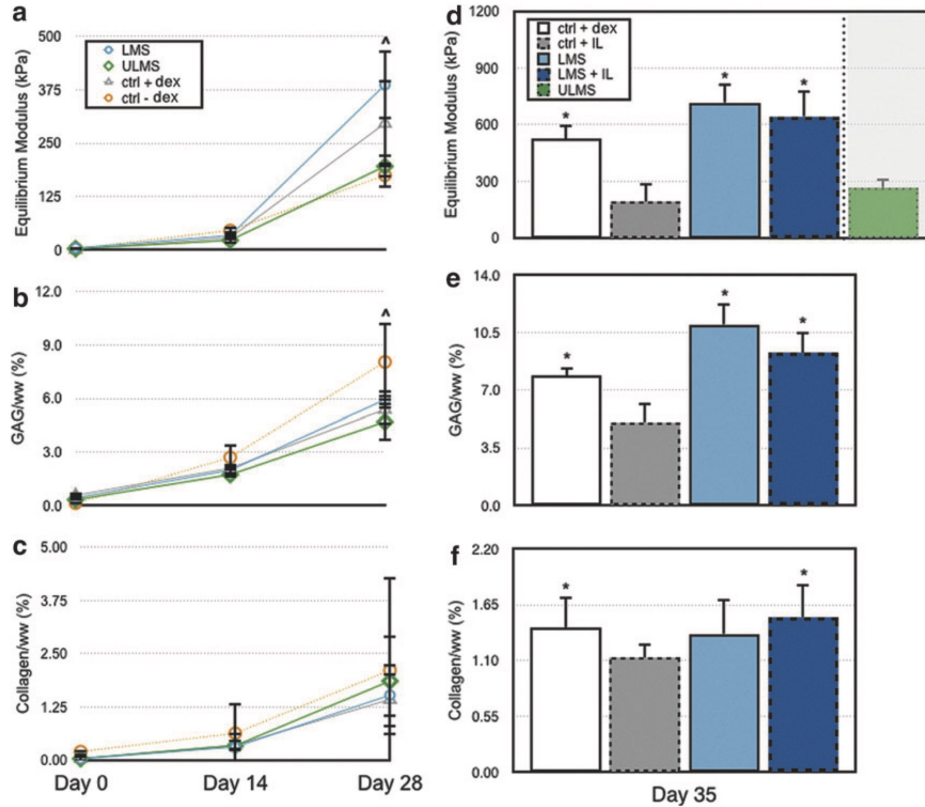 a
Equilibrium Modulus (kPa)
500
375
250
125
0
LMS
ULMS
ctrl + dex
ctrl - dex
^
b
GAG/ww (%)
12.0
9.0
6.0
3.0
0.0
^
c
Collagen/ww (%)
5.00
3.75
2.50
1.25
0.00
Day 0
Day 14
Day 28
d
Equilibrium Modulus (kPa)
1200
900
600
300
0
ctrl + dex
ctrl + IL
LMS
LMS + IL
ULMS
*
*
*
e
GAG/ww (%)
14.0
10.5
7.0
3.5
0.0
*
*
*
f
Collagen/ww (%)
2.20
1.65
1.10
0.55
0.00
*
*
Day 35